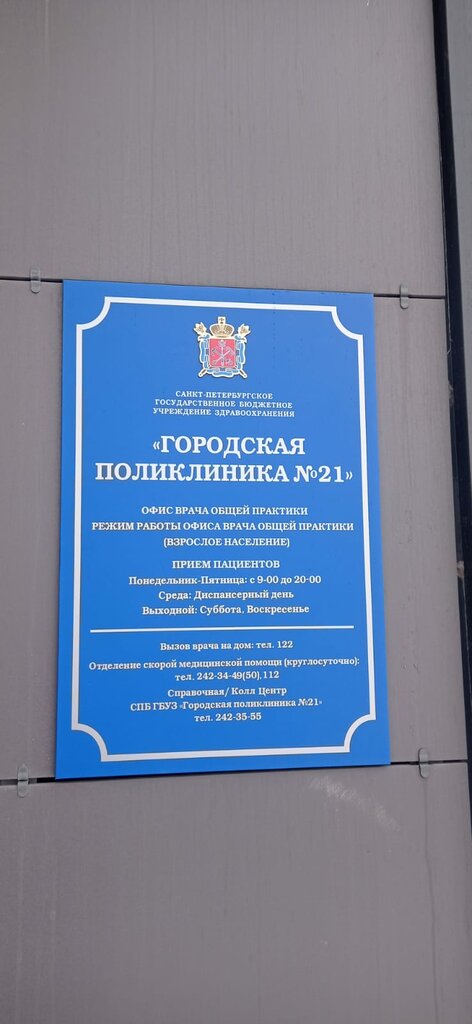 САНКТ-ПЕТЕРБУРГСКОЕ
ГОСУДАРСТВЕННОЕ БЮДЖЕТНОЕ
УЧРЕЖДЕНИЕ ЗДРАВООХРАНЕНИЯ
«ГОРОДСКАЯ
ПОЛИКЛИНИКА №21»
ОФИС ВРАЧА ОБЩЕЙ ПРАКТИКИ
РЕЖИМ РАБОТЫ ОФИСА ВРАЧА ОБЩЕЙ ПРАКТИКИ
(ВЗРОСЛОЕ НАСЕЛЕНИЕ)
ПРИЕМ ПАЦИЕНТОВ
Понедельник-Пятница: с 9-00 до 20-00
Среда: Диспансерный день
Выходной: Суббота, Воскресенье
Вызов врача на дом: тел. 122
Отделение скорой медицинской помощи (круглосуточно):
тел. 242-34-49(50), 112
Справочная/ Колл Центр
СПБ ГБУЗ «Городская поликлиника №21»
тел. 242-35-55